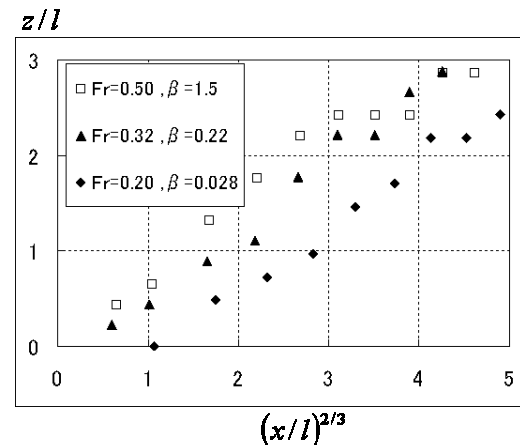 z/l
3
2
1
0
□ Fr=0.50 , β=1.5
▲ Fr=0.32 , β=0.22
◆ Fr=0.20 , β=0.028
0 1 2 3 4 5
(x/l)^{2/3}